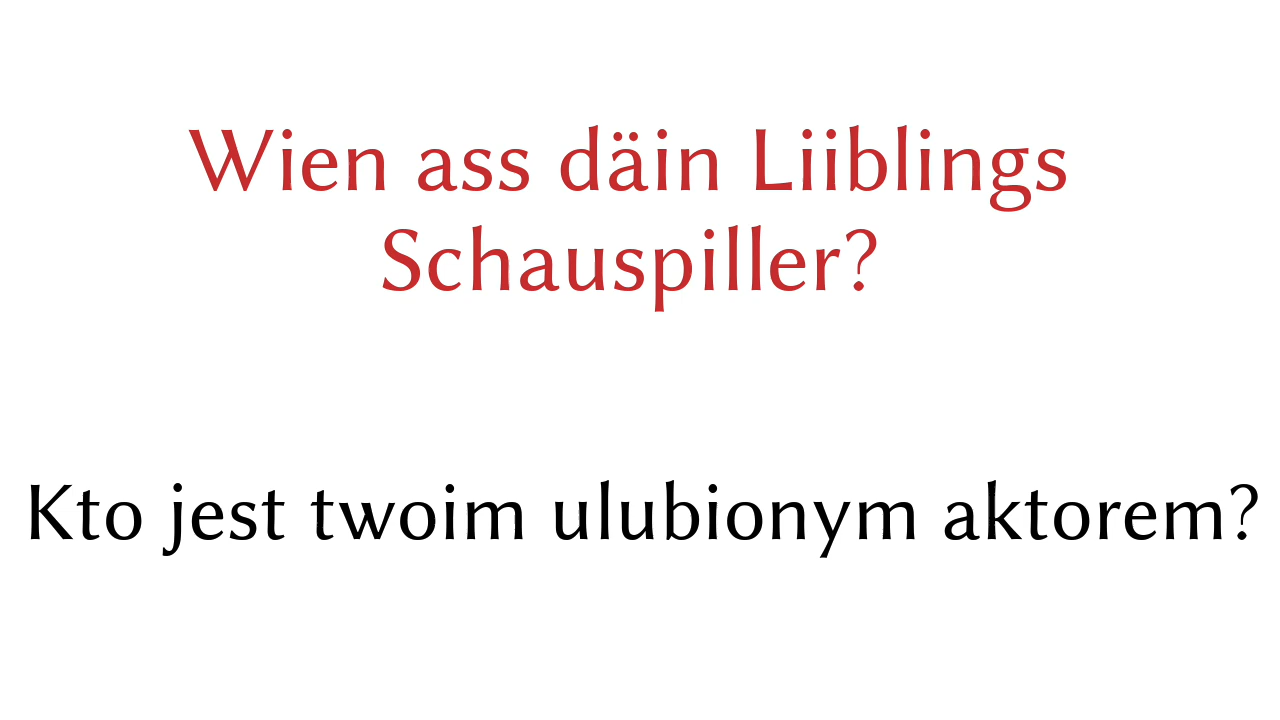 Wien ass däin Liiblings
Schauspiller?
Kto jest twoim ulubionym aktorem?